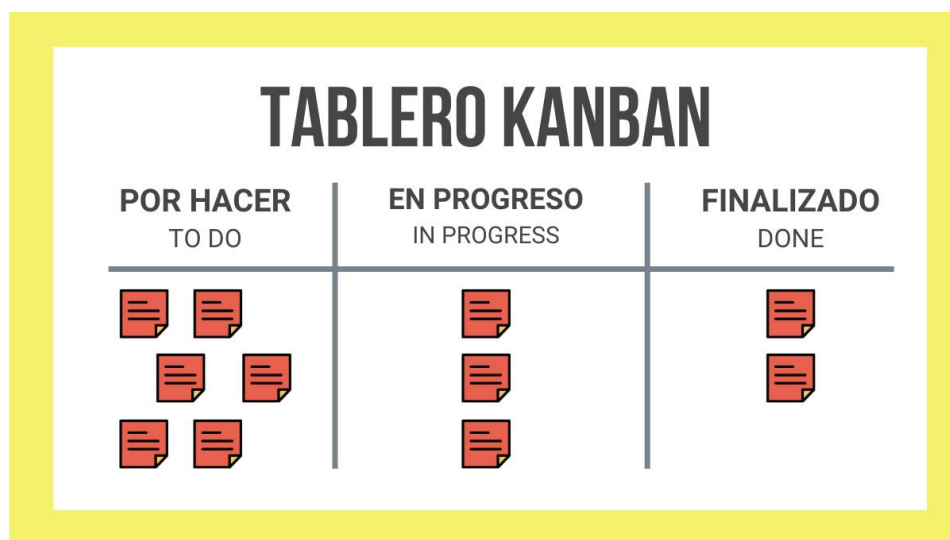 TABLERO KANBAN
POR HACER
TO DO
EN PROGRESO
IN PROGRESS
FINALIZADO
DONE